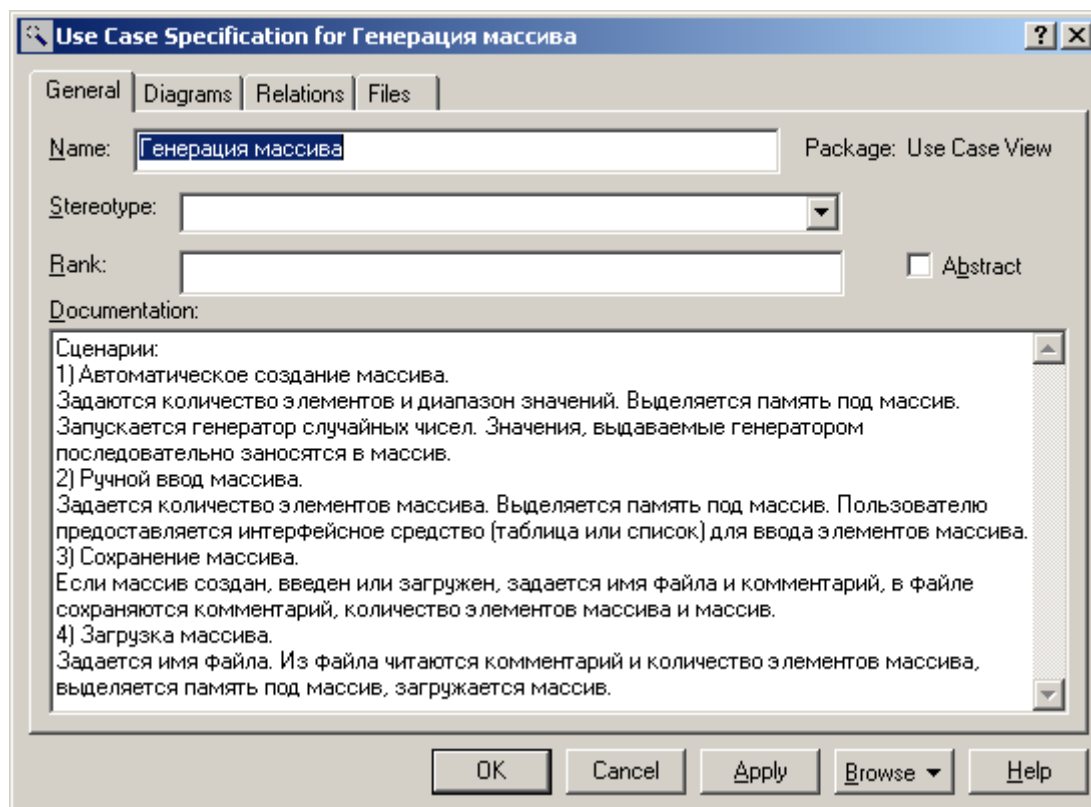 Use Case Specification for Генерация массива
General Diagrams Relations Files
Name: Генерация массива Package: Use Case View
Stereotype:
Rank: Abstract
Documentation:
Сценарии:
1) Автоматическое создание массива.
Задаются количество элементов и диапазон значений. Выделяется память под массив.
Запускается генератор случайных чисел. Значения, выдаваемые генератором
последовательно заносятся в массив.
2) Ручной ввод массива.
Задается количество элементов массива. Выделяется память под массив. Пользователю
предоставляется интерфейсное средство (таблица или список) для ввода элементов массива.
3) Сохранение массива.
Если массив создан, введен или загружен, задается имя файла и комментарий, в файле
сохраняются комментарий, количество элементов массива и массив.
4) Загрузка массива.
Задается имя файла. Из файла читаются комментарий и количество элементов массива,
выделяется память под массив, загружается массив.
OK Cancel Apply Browse Help